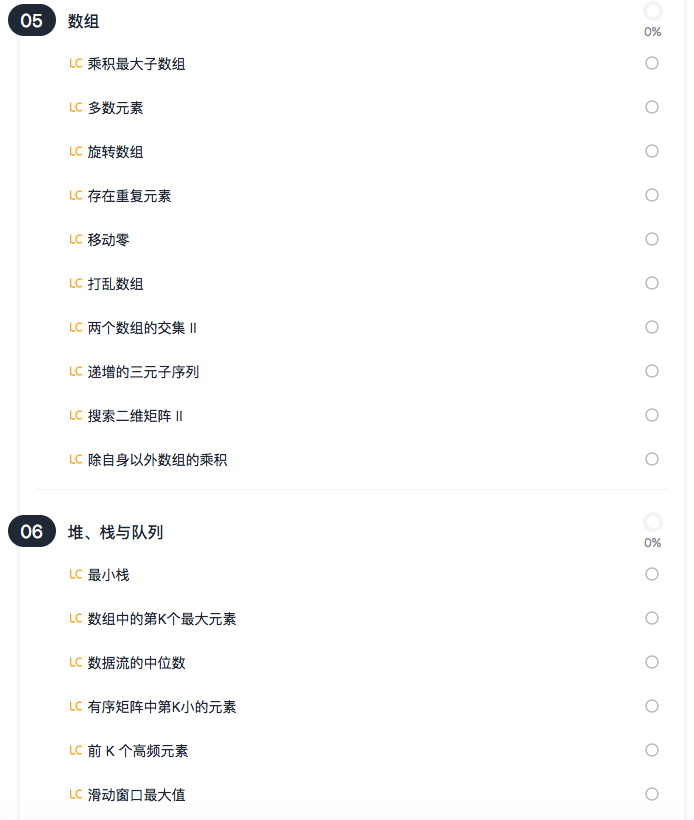 05 数组
0%
LC 乘积最大子数组
LC 多数元素
LC 旋转数组
LC 存在重复元素
LC 移动零
LC 打乱数组
LC 两个数组的交集 II
LC 递增的三元子序列
LC 搜索二维矩阵 II
LC 除自身以外数组的乘积
06 堆、栈与队列
0%
LC 最小栈
LC 数组中的第K个最大元素
LC 数据流的中位数
LC 有序矩阵中第K小的元素
LC 前 K 个高频元素
LC 滑动窗口最大值